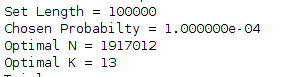 Set Length = 100000
Chosen Probabilty = 1.000000e-04
Optimal N = 1917012
Optimal K = 13